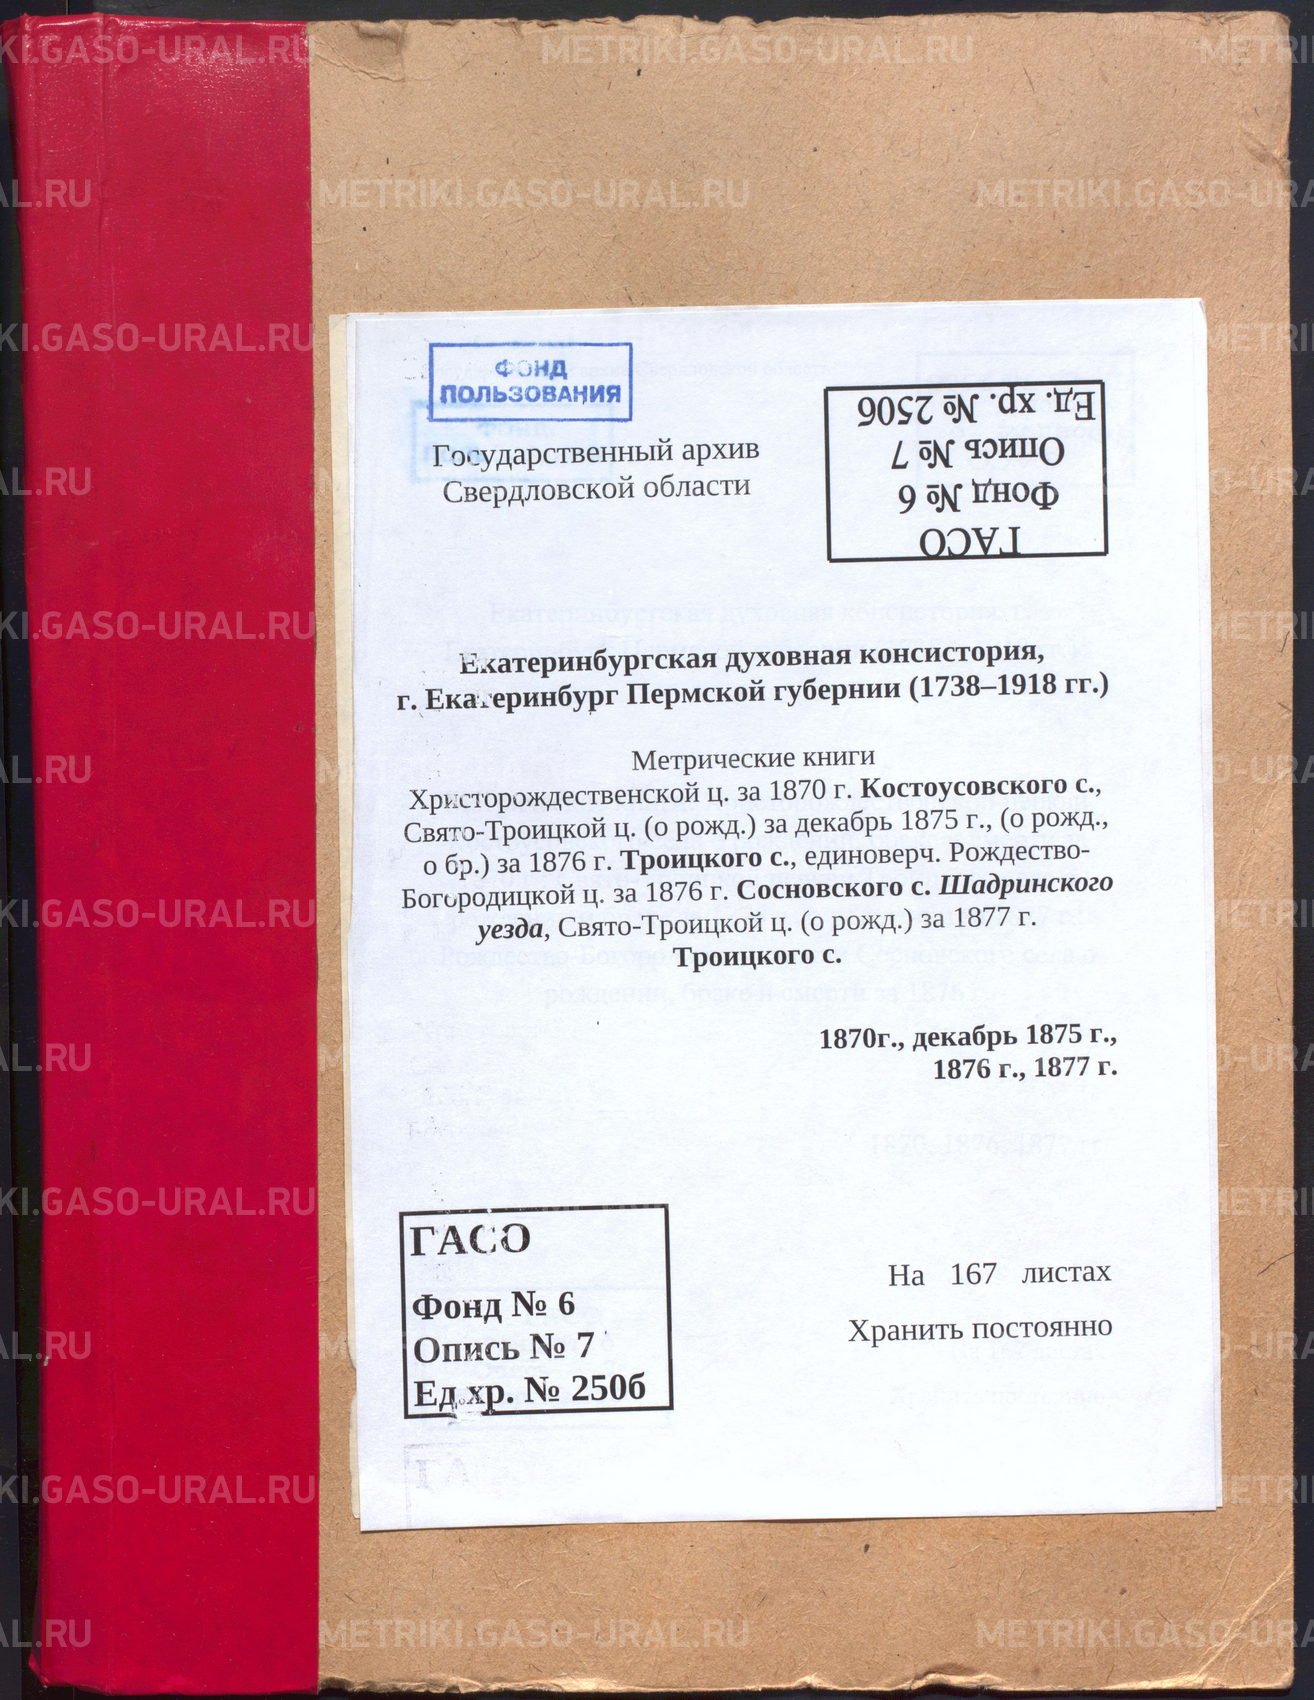 ФОНД
ПОЛЬЗОВАНИЯ
Государственный архив
Свердловской области
ГАСО
Фонд № 6
Опись № 7
Ед. хр. № 250б
Екатеринбургская духовная консистория,
г. Екатеринбург Пермской губернии (1738–1918 гг.)
Метрические книги
Христорождественской ц. за 1870 г. Костоусовского с.,
Свято-Троицкой ц. (о рожд.) за декабрь 1875 г., (о рожд.,
о бр.) за 1876 г. Троицкого с., единоверч. Рождество-
Богородицкой ц. за 1876 г. Сосновского с. Шадринского
уезда, Свято-Троицкой ц. (о рожд.) за 1877 г.
Троицкого с.
1870г., декабрь 1875 г.,
1876 г., 1877 г.
ГАСО
Фонд № 6
Опись № 7
Ед.хр. № 250б
На 167 листах
Хранить постоянно
METRIKI.GASO-URAL.RU